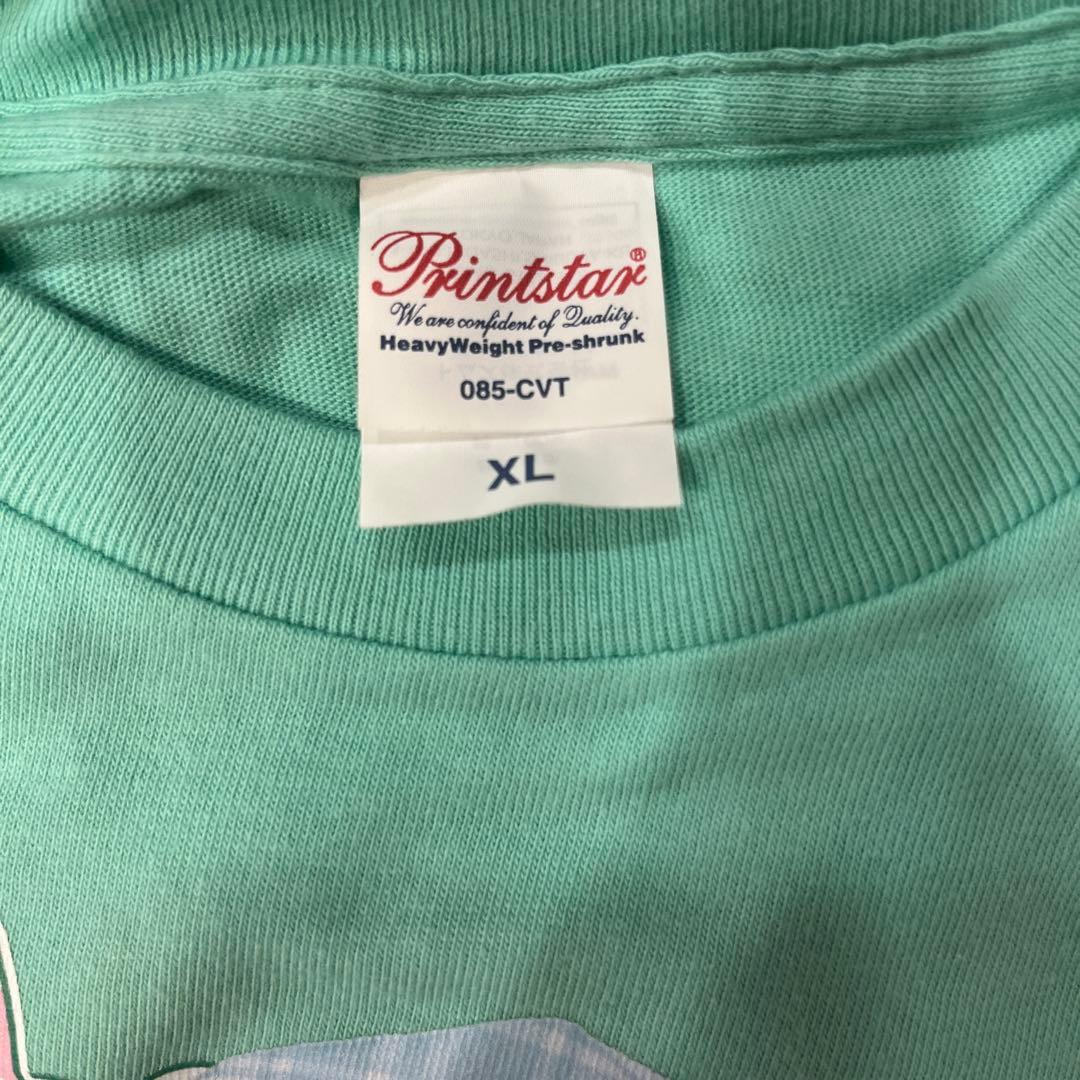 Printstar®
We are confident of Quality.
HeavyWeight Pre-shrunk
085-CVT
XL